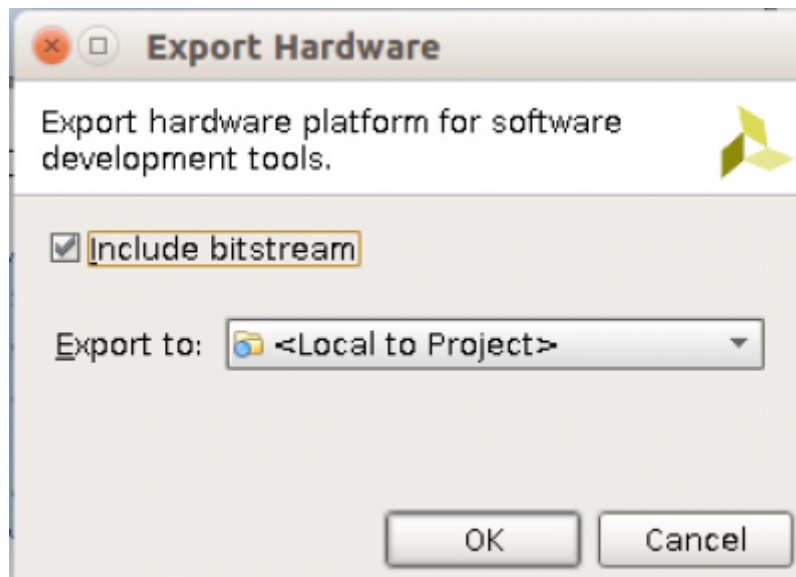 Export Hardware
Export hardware platform for software
development tools.
Include bitstream
Export to: <Local to Project>
OK Cancel